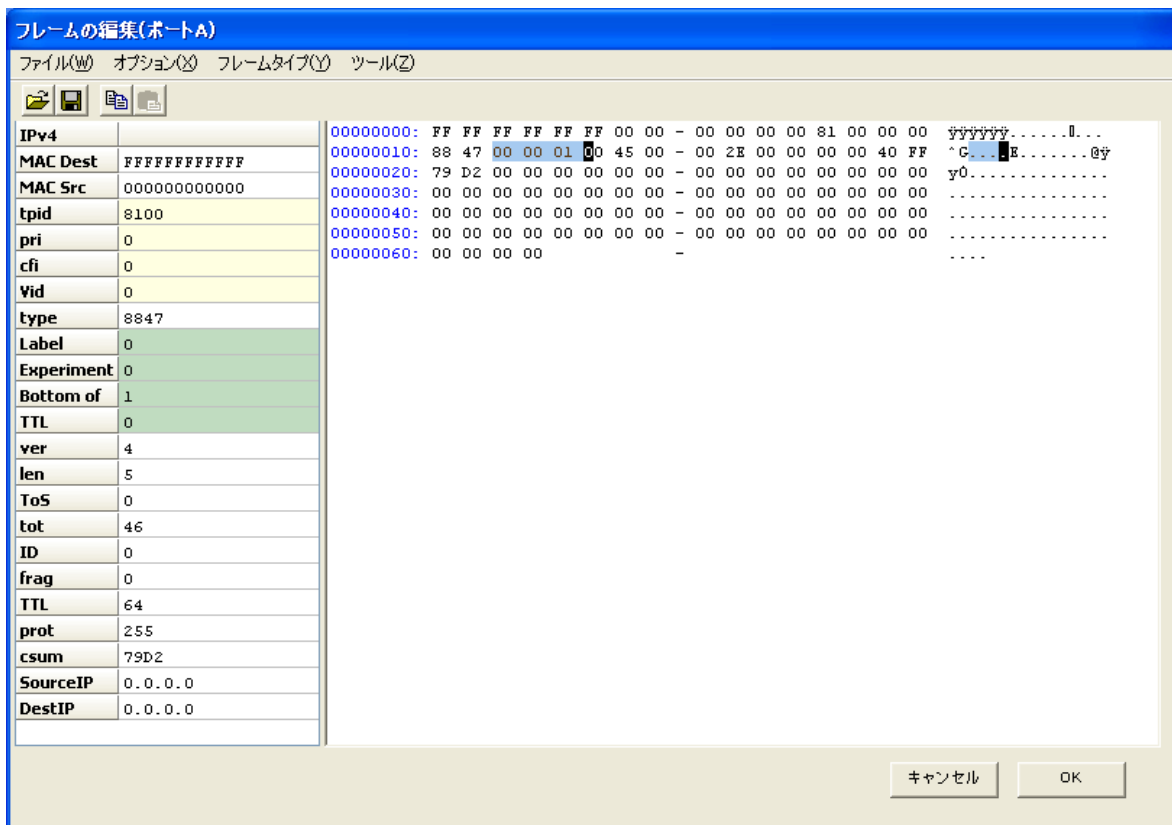 フレームの編集(ポートA)
ファイル(W) オプション(X) フレームタイプ(Y) ツール(Z)
IPv4
MAC Dest FFFFFFFFFFFF
MAC Src 000000000000
tpid 8100
pri 0
cfi 0
Vid 0
type 8847
Label 0
Experiment 0
Bottom of 1
TTL 0
ver 4
len 5
ToS 0
tot 46
ID 0
frag 0
TTL 64
prot 255
csum 79D2
SourceIP 0.0.0.0
DestIP 0.0.0.0
00000000: FF FF FF FF FF FF 00 00 - 00 00 00 00 81 00 00 00 ÿÿÿÿÿÿ.......…
00000010: 88 47 00 00 01 00 45 00 - 00 2E 00 00 00 00 40 FF ˆG....E.......@ÿ
00000020: 79 D2 00 00 00 00 00 00 - 00 00 00 00 00 00 00 00 yÒ..............
00000030: 00 00 00 00 00 00 00 00 - 00 00 00 00 00 00 00 00 ................
00000040: 00 00 00 00 00 00 00 00 - 00 00 00 00 00 00 00 00 ................
00000050: 00 00 00 00 00 00 00 00 - 00 00 00 00 00 00 00 00 ................
00000060: 00 00 00 00 - ....
キャンセル OK